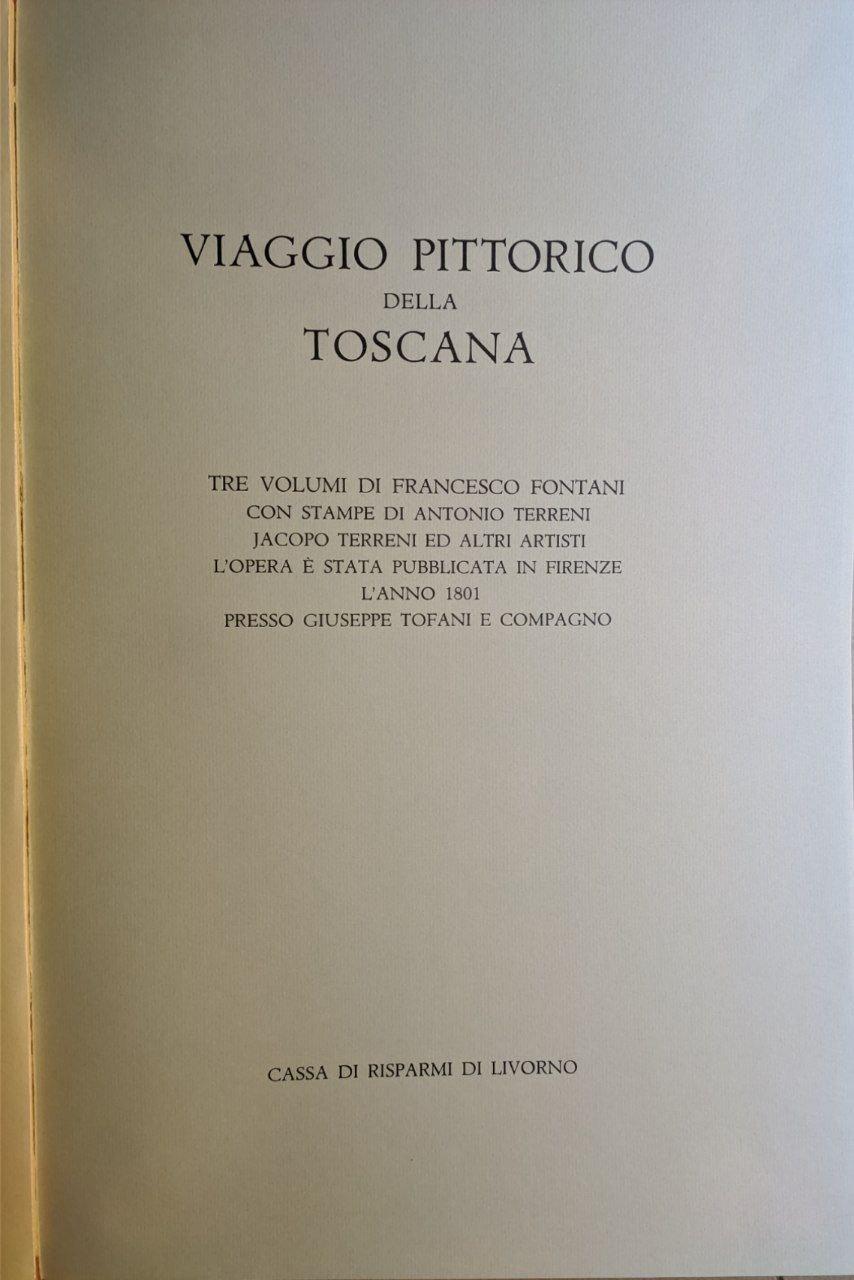 VIAGGIO PITTORICO
DELLA
TOSCANA
TRE VOLUMI DI FRANCESCO FONTANI
CON STAMPE DI ANTONIO TERRENI
JACOPO TERRENI ED ALTRI ARTISTI
L'OPERA È STATA PUBBLICATA IN FIRENZE
L'ANNO 1801
PRESSO GIUSEPPE TOFANI E COMPAGNO
CASSA DI RISPARMI DI LIVORNO